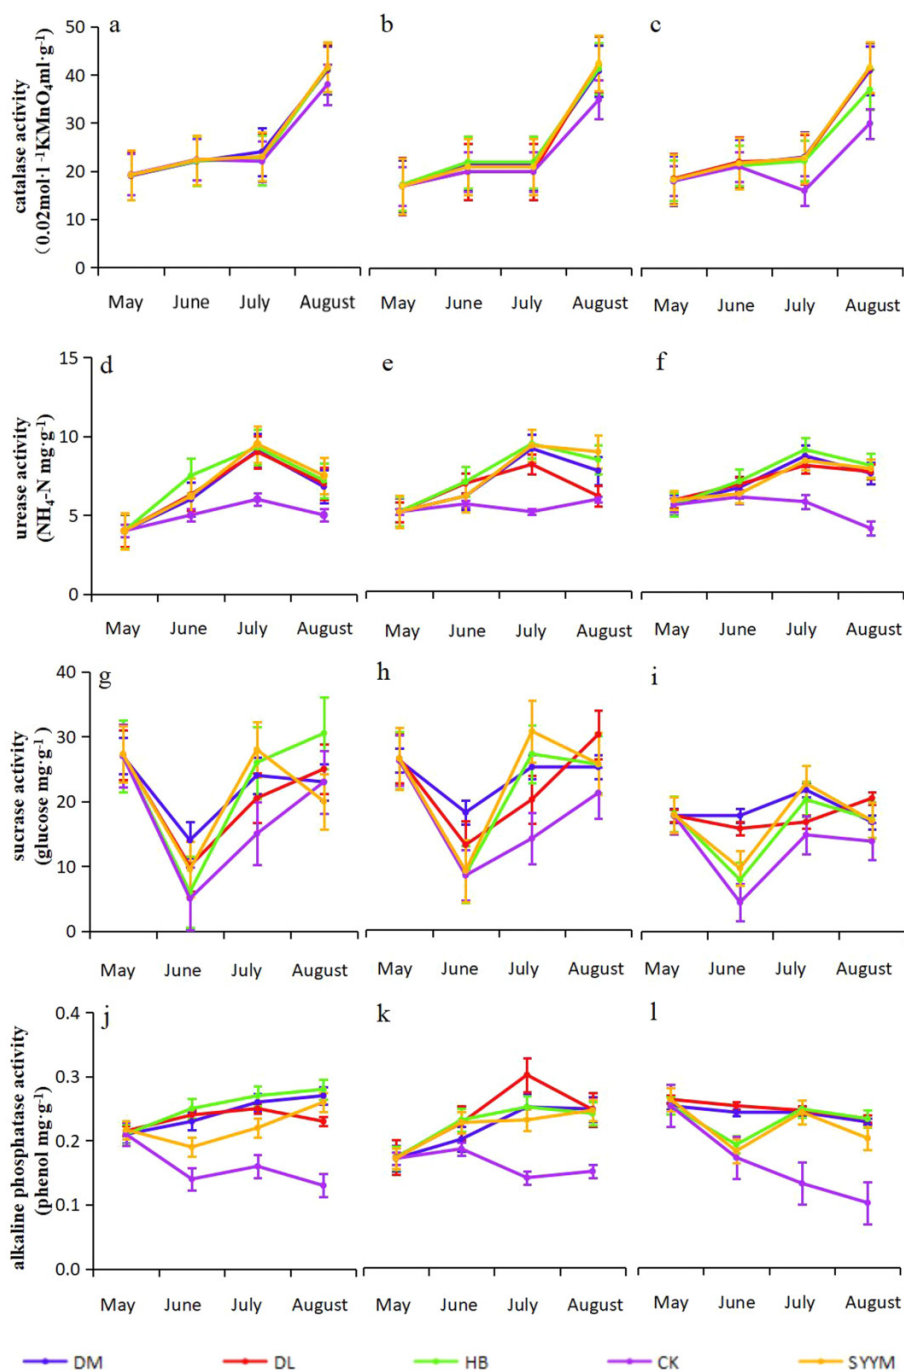 a b c
catalase activity
(0.02mol·l⁻¹KMnO₄ml·g⁻¹)
50
40
30
20
10
0
May June July August May June July August May June July August
d e f
urease activity
(NH₄-N mg·g⁻¹)
15
10
5
0
May June July August May June July August May June July August
g h i
sucrase activity
(glucose mg·g⁻¹)
40
30
20
10
0
May June July August May June July August May June July August
j k l
alkaline phosphatase activity
(phenol mg·g⁻¹)
0.4
0.3
0.2
0.1
0.0
May June July August May June July August May June July August
DM DL HB CK SYYM